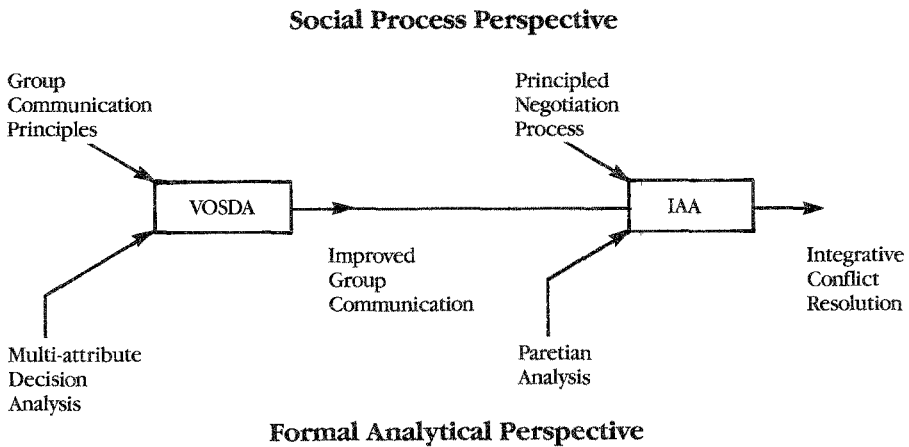 Social Process Perspective
Group
Communication
Principles
Principled
Negotiation
Process
VOSDA
IAA
Improved
Group
Communication
Integrative
Conflict
Resolution
Multi-attribute
Decision
Analysis
Paretian
Analysis
Formal Analytical Perspective